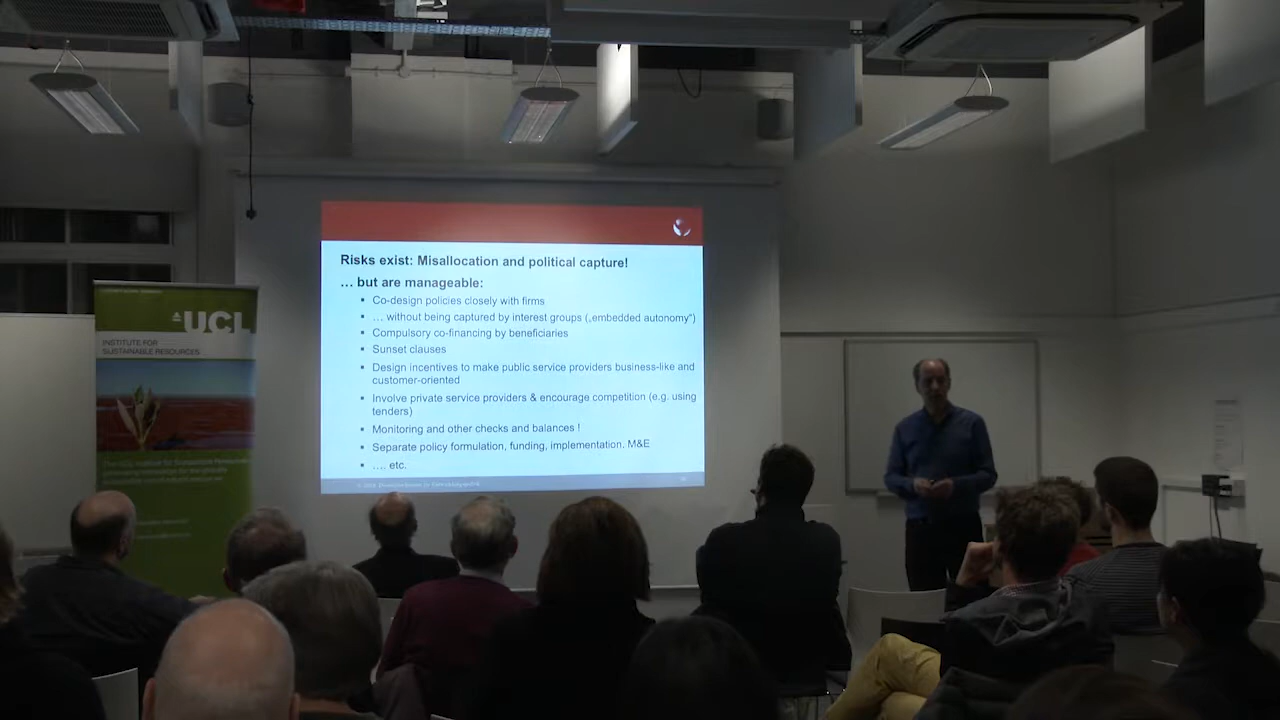 Risks exist: Misallocation and political capture!
… but are manageable:
Co-design policies closely with firms
… without being captured by interest groups („embedded autonomy“)
Compulsory co-financing by beneficiaries
Sunset clauses
Design incentives to make public service providers business-like and
customer-oriented
Involve private service providers & encourage competition (e.g. using
tenders)
Monitoring and other checks and balances !
Separate policy formulation, funding, implementation, M&E
…. etc.
UCL
INSTITUTE FOR
SUSTAINABLE RESOURCES